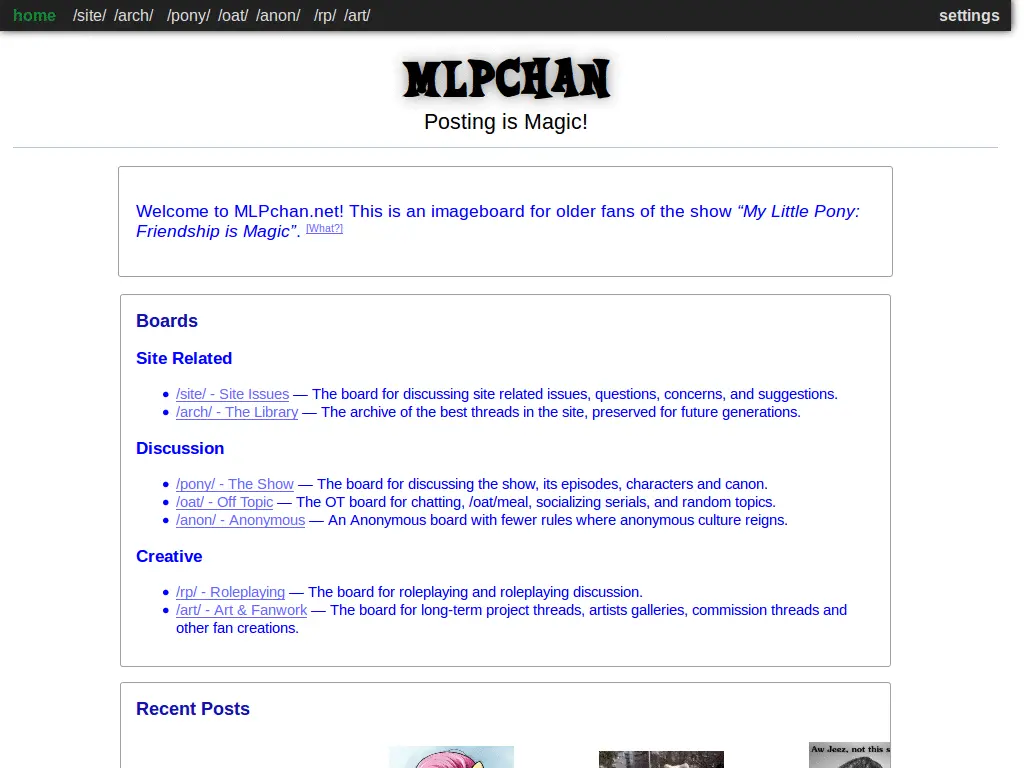 home /site/ /arch/ /pony/ /oat/ /anon/ /rp/ /art/ settings
MLPCHAN
Posting is Magic!
Welcome to MLPchan.net! This is an imageboard for older fans of the show “My Little Pony:
Friendship is Magic”. [What?]
Boards
Site Related
/site/ - Site Issues — The board for discussing site related issues, questions, concerns, and suggestions.
/arch/ - The Library — The archive of the best threads in the site, preserved for future generations.
Discussion
/pony/ - The Show — The board for discussing the show, its episodes, characters and canon.
/oat/ - Off Topic — The OT board for chatting, /oat/meal, socializing serials, and random topics.
/anon/ - Anonymous — An Anonymous board with fewer rules where anonymous culture reigns.
Creative
/rp/ - Roleplaying — The board for roleplaying and roleplaying discussion.
/art/ - Art & Fanwork — The board for long-term project threads, artists galleries, commission threads and
other fan creations.
Recent Posts
Aw Jeez, not this s